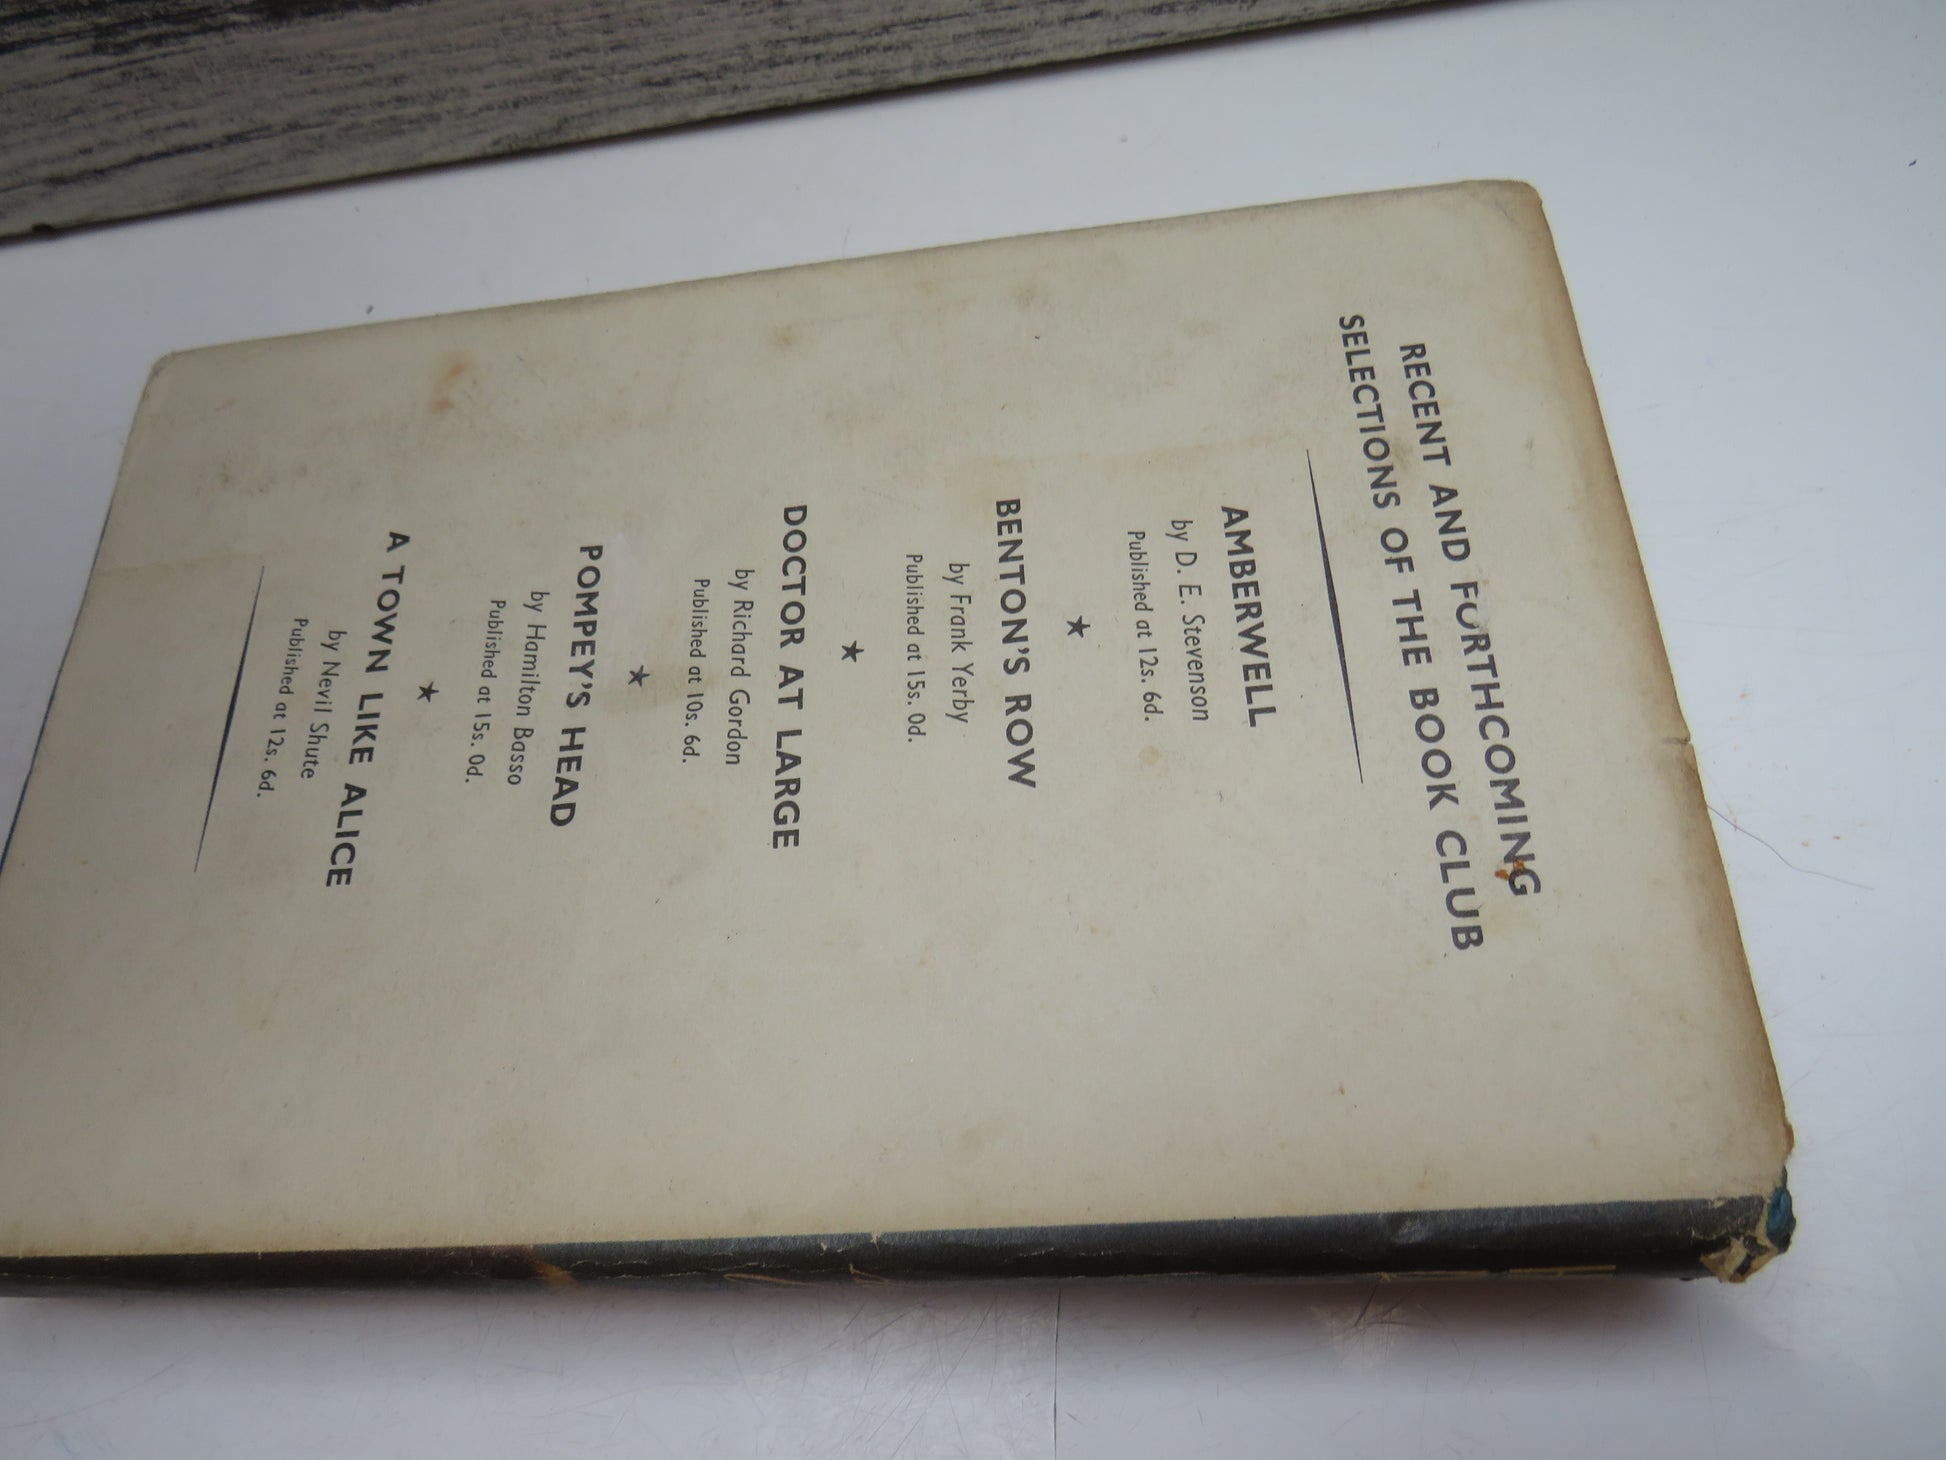 RECENT AND FORTHCOMING
SELECTIONS OF THE BOOK CLUB
AMBERWELL
by D. E. Stevenson
Published at 12s. 6d.
★
BENTON'S ROW
by Frank Yerby
Published at 15s. 0d.
★
DOCTOR AT LARGE
by Richard Gordon
Published at 10s. 6d.
★
POMPEY'S HEAD
by Hamilton Basso
Published at 15s. 0d.
★
A TOWN LIKE ALICE
by Nevil Shute
Published at 12s. 6d.